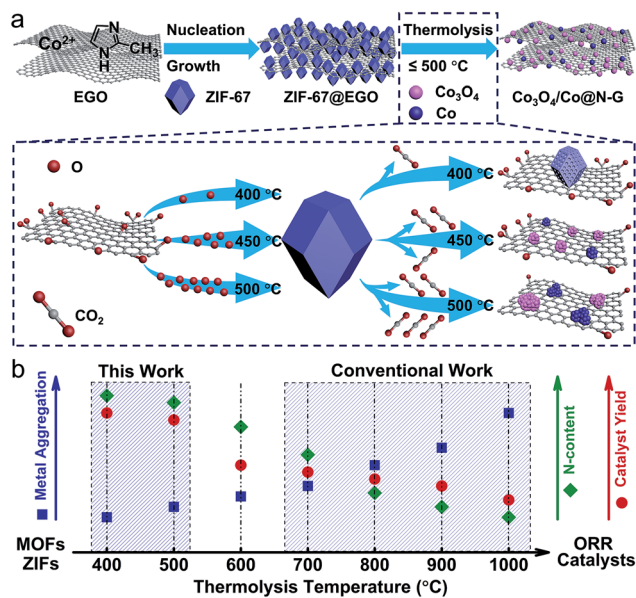 a
Co2+
N
N
H
CH3
EGO
Nucleation
Growth
ZIF-67
ZIF-67@EGO
Thermolysis
≤ 500 °C
Co3O4
Co
Co3O4/Co@N-G
O
CO2
400 °C
450 °C
500 °C
400 °C
450 °C
500 °C
b
This Work
Conventional Work
Metal Aggregation
N-content
Catalyst Yield
MOFs
ZIFs
400 500 600 700 800 900 1000
ORR
Catalysts
Thermolysis Temperature (°C)